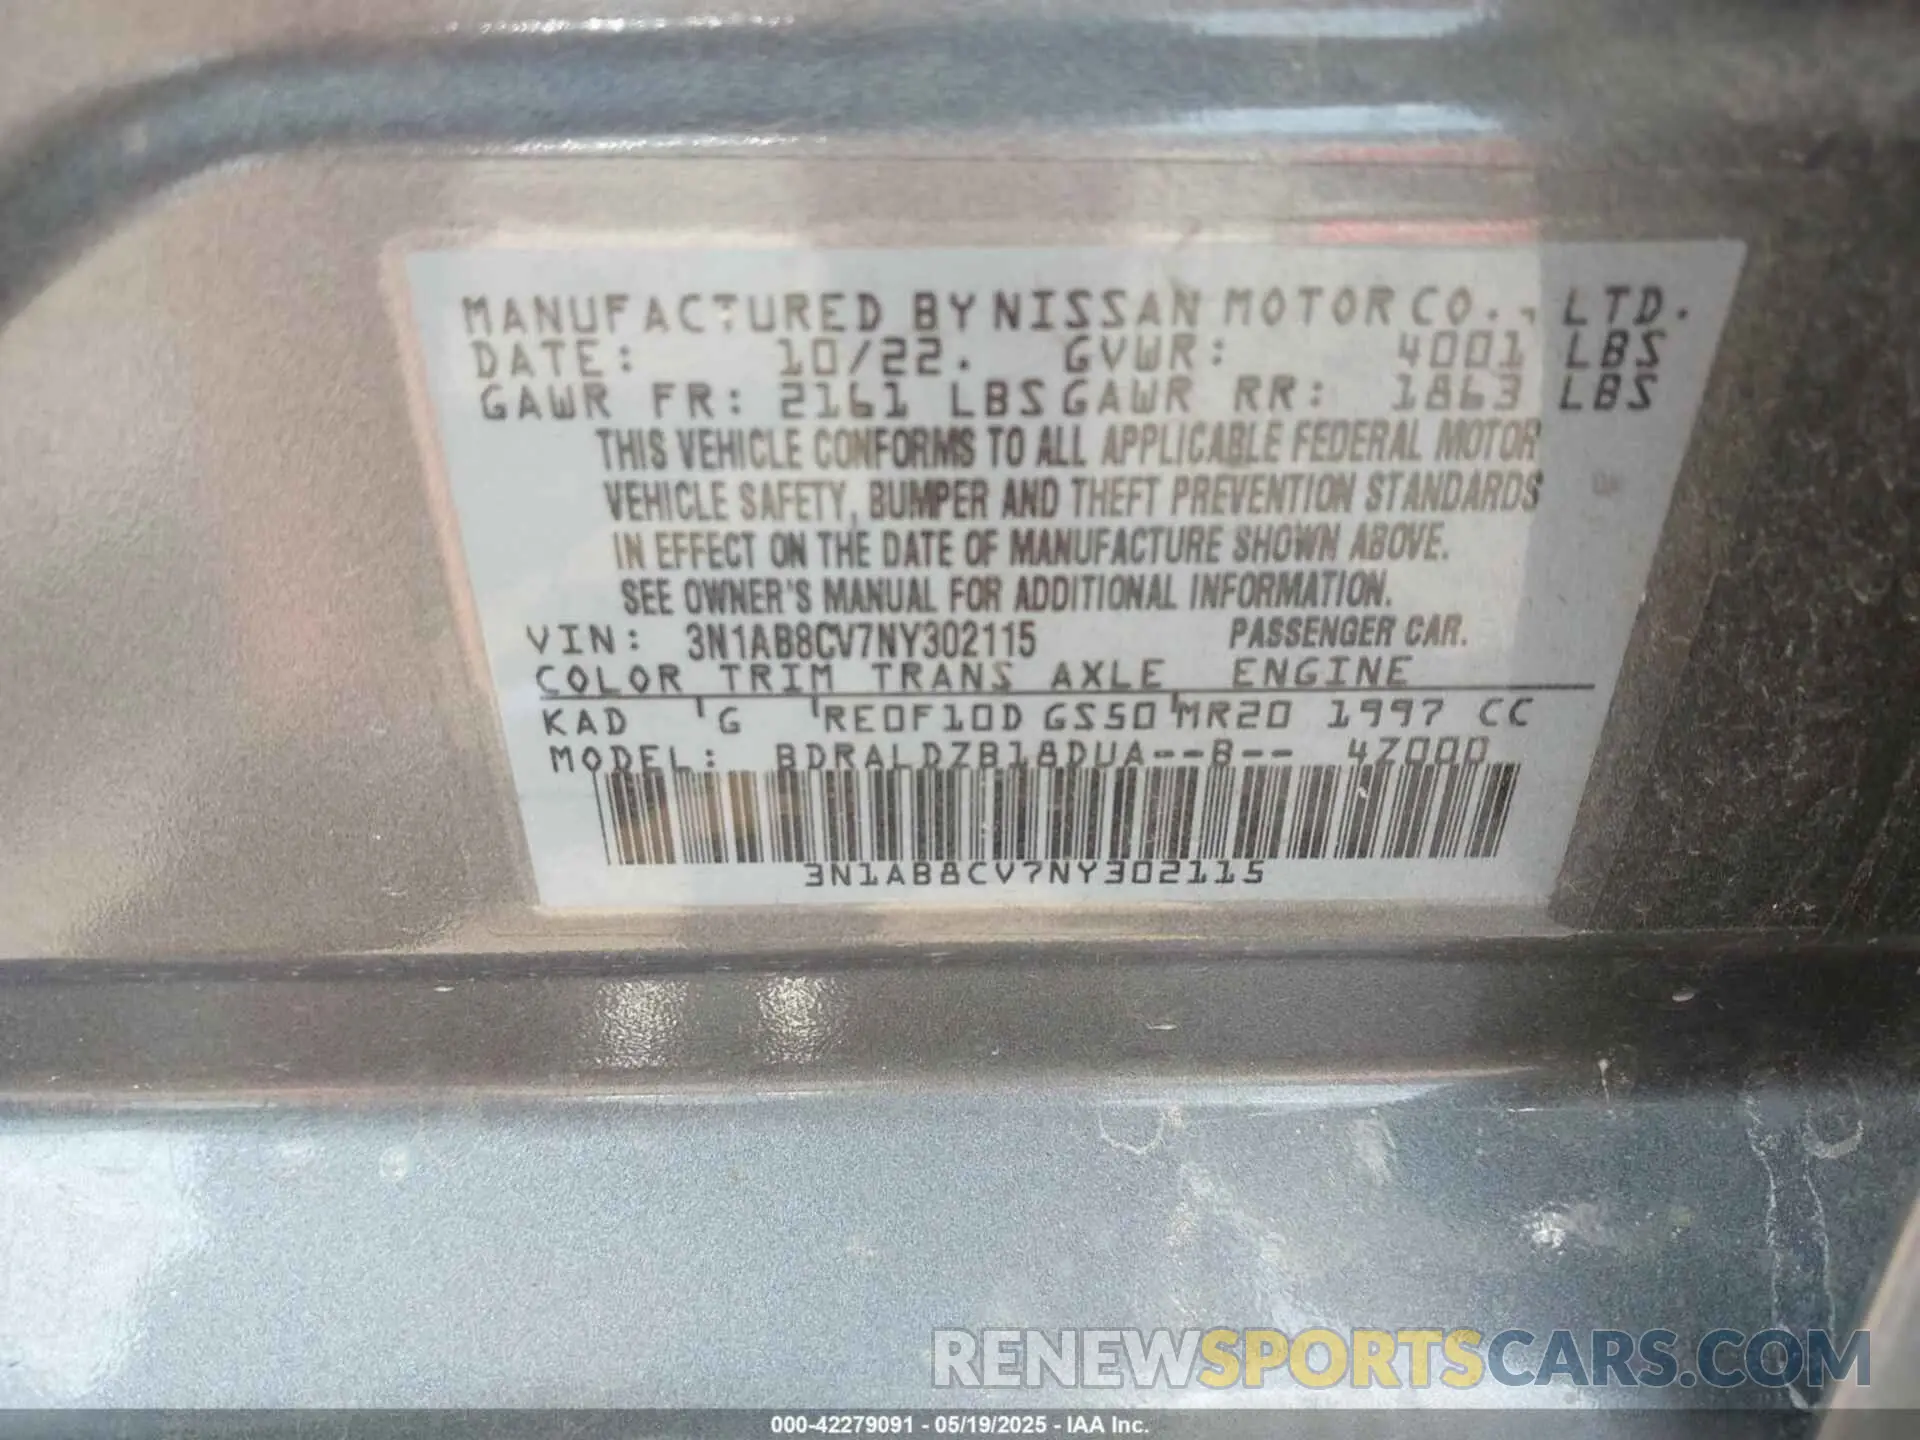 MANUFACTURED BY NISSAN MOTOR CO., LTD.
DATE: 10/22. GVWR: 4001 LBS
GAWR FR: 2161 LBS GAWR RR: 1863 LBS
THIS VEHICLE CONFORMS TO ALL APPLICABLE FEDERAL MOTOR
VEHICLE SAFETY, BUMPER AND THEFT PREVENTION STANDARDS
IN EFFECT ON THE DATE OF MANUFACTURE SHOWN ABOVE.
SEE OWNER'S MANUAL FOR ADDITIONAL INFORMATION.
VIN: 3N1AB8CV7NY302115 PASSENGER CAR.
COLOR TRIM TRANS AXLE ENGINE
KAD G RE0F10D GS50 MR20 1997 CC
MODEL: BDRALDZB18DUA--B-- 4Z000
3N1AB8CV7NY302115
RENEWSPORTSCARS.COM
000-42279091 - 05/19/2025 - IAA Inc.